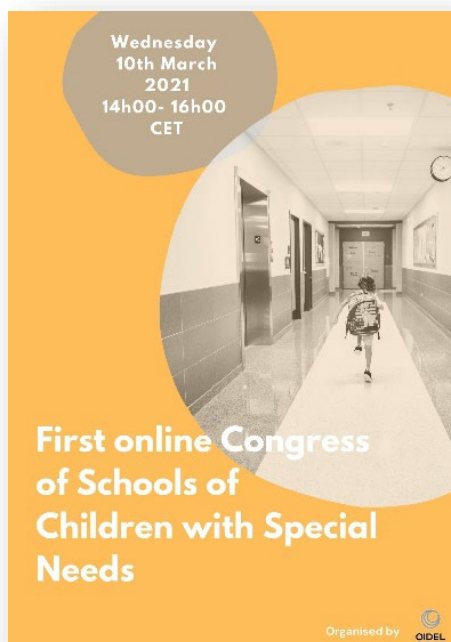 Wednesday
10th March
2021
14h00- 16h00
CET
First online Congress
of Schools of
Children with Special
Needs
Organised by
OIDEL